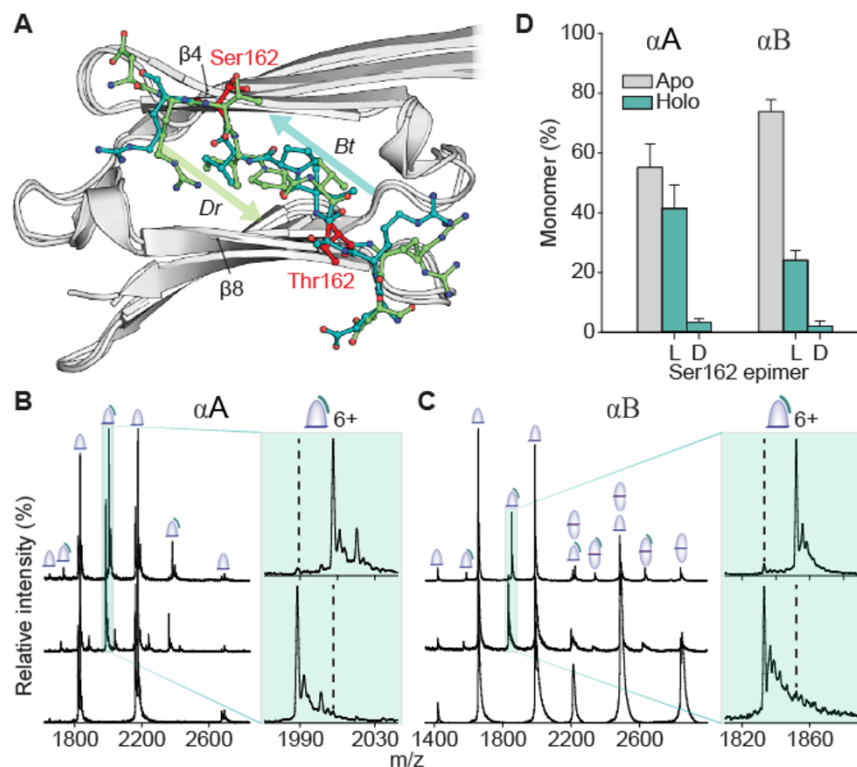 A
β4
Ser162
Bt
Dr
β8
Thr162
D
αA
αB
Monomer (%)
100
80
60
40
20
0
Apo
Holo
L D
L D
Ser162 epimer
B
αA
6+
C
αB
6+
Relative intensity (%)
1800 2200 2600
1990 2030
1400 1800 2200 2600
1820 1860
m/z